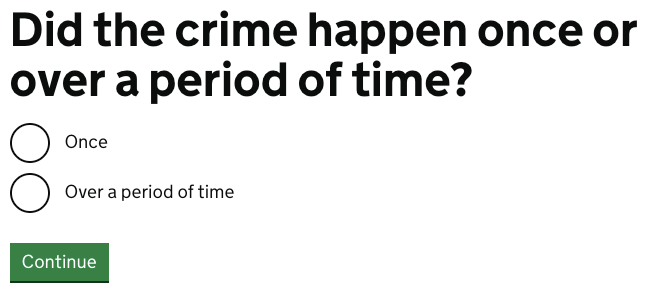 Did the crime happen once or
over a period of time?
Once
Over a period of time
Continue